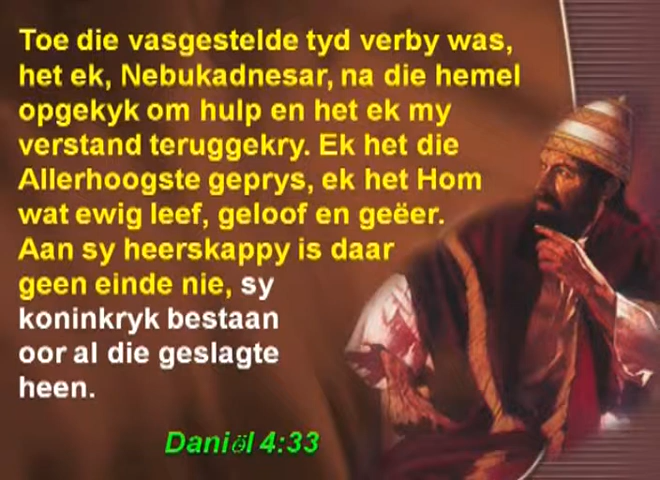 Toe die vasgestelde tyd verby was,
het ek, Nebukadnesar, na die hemel
opgekyk om hulp en het ek my
verstand teruggekry. Ek het die
Allerhoogste geprys, ek het Hom
wat ewig leef, geloof en geëer.
Aan sy heerskappy is daar
geen einde nie, sy
koninkryk bestaan
oor al die geslagte
heen.
Daniël 4:33